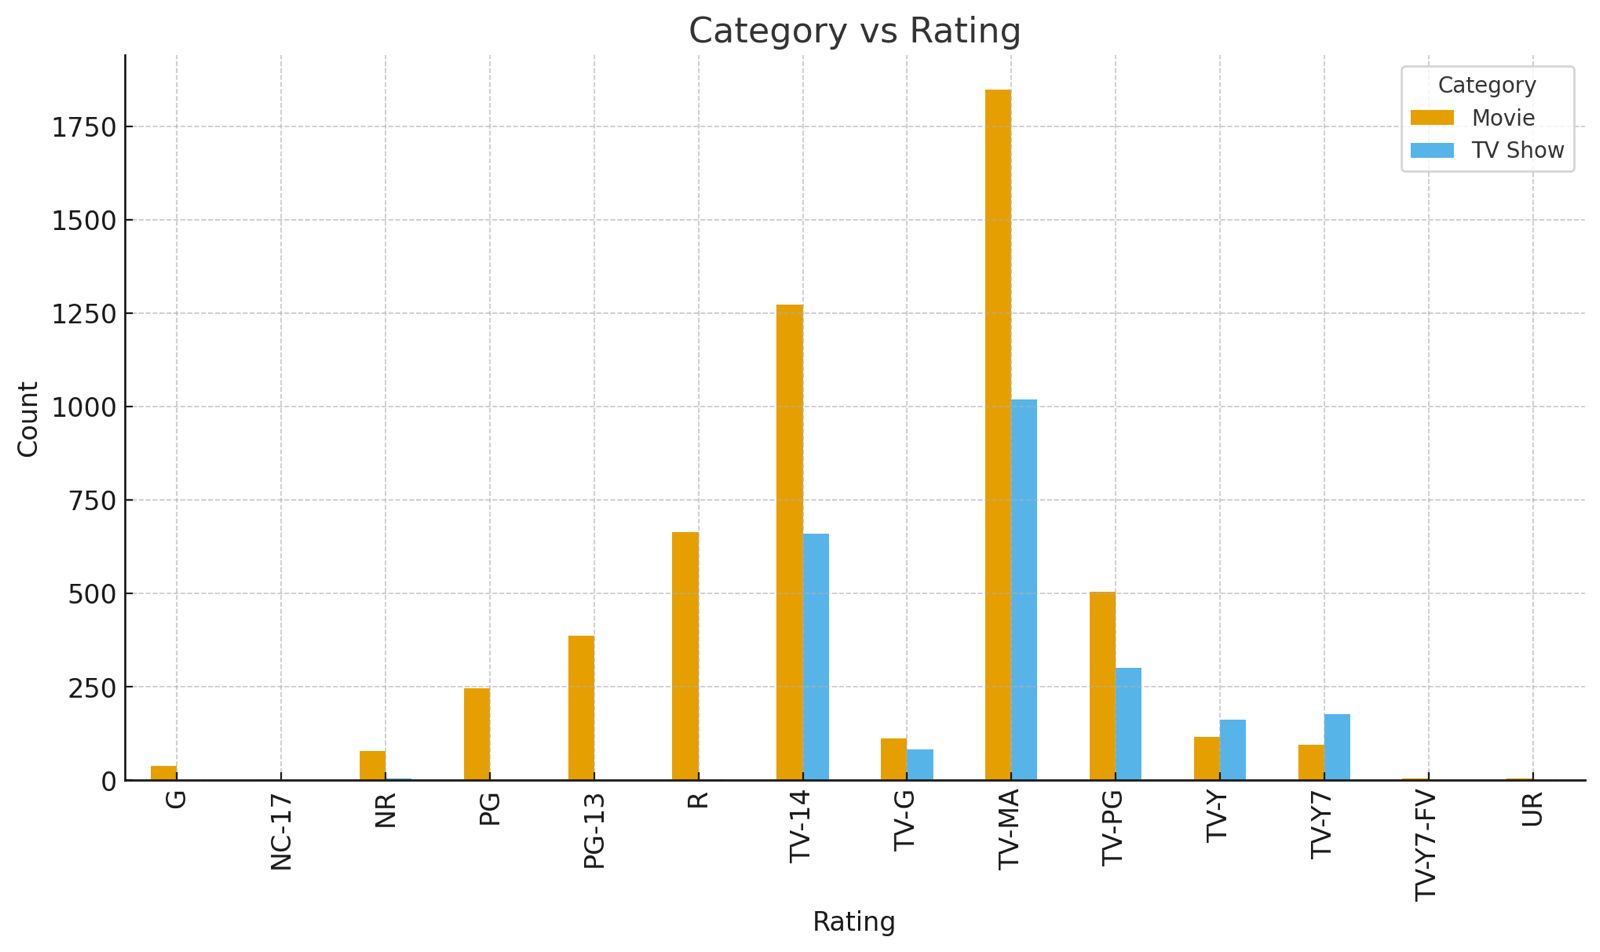 Category vs Rating
Category
Movie
TV Show
Count
1750
1500
1250
1000
750
500
250
0
G
NC-17
NR
PG
PG-13
R
TV-14
TV-G
TV-MA
TV-PG
TV-Y
TV-Y7
TV-Y7-FV
UR
Rating